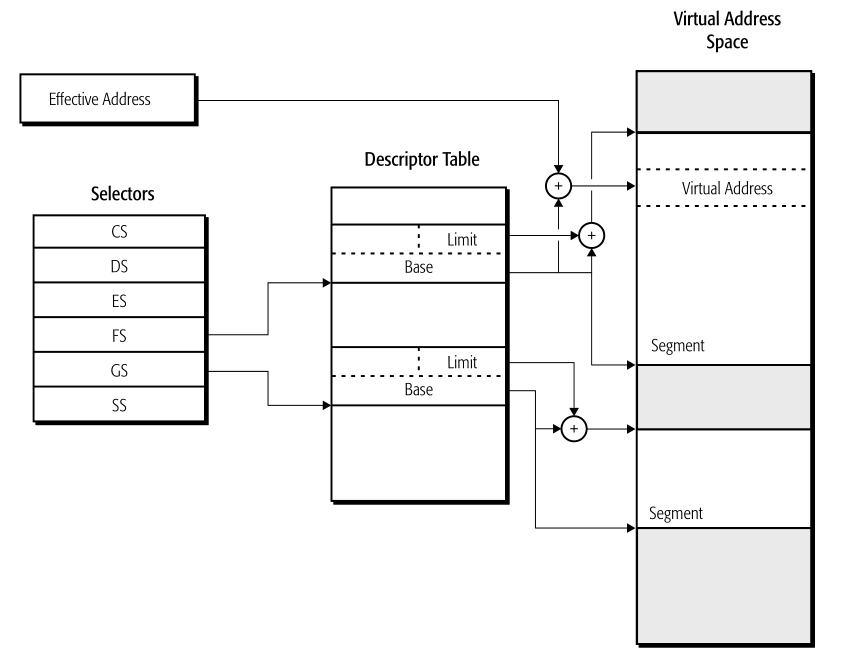 Virtual Address
Space
Effective Address
Descriptor Table
Selectors
CS
DS
ES
FS
GS
SS
Limit
Base
Limit
Base
+
+
+
Virtual Address
Segment
Segment